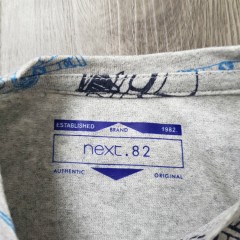 ESTABLISHED 1982.
BRAND
next.82
AUTHENTIC ORIGINAL